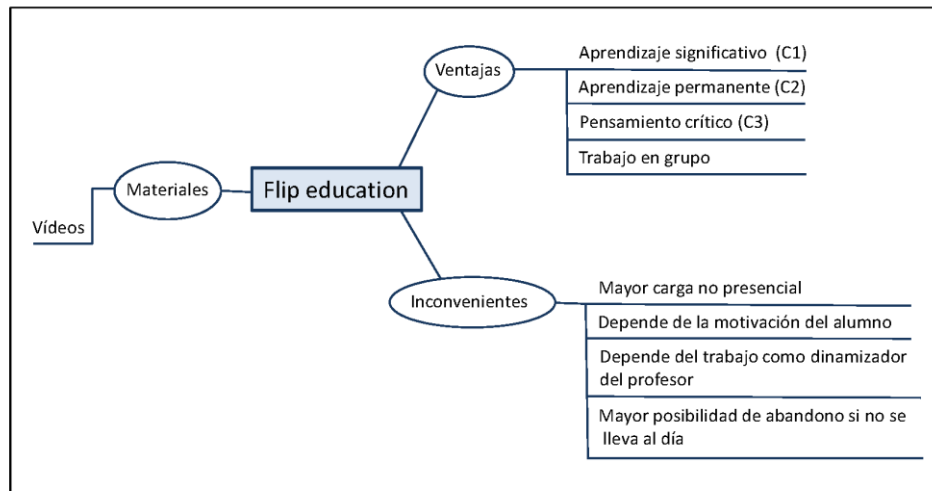 Ventajas
Aprendizaje significativo (C1)
Aprendizaje permanente (C2)
Pensamiento crítico (C3)
Trabajo en grupo
Flip education
Materiales
Vídeos
Inconvenientes
Mayor carga no presencial
Depende de la motivación del alumno
Depende del trabajo como dinamizador
del profesor
Mayor posibilidad de abandono si no se
lleva al día